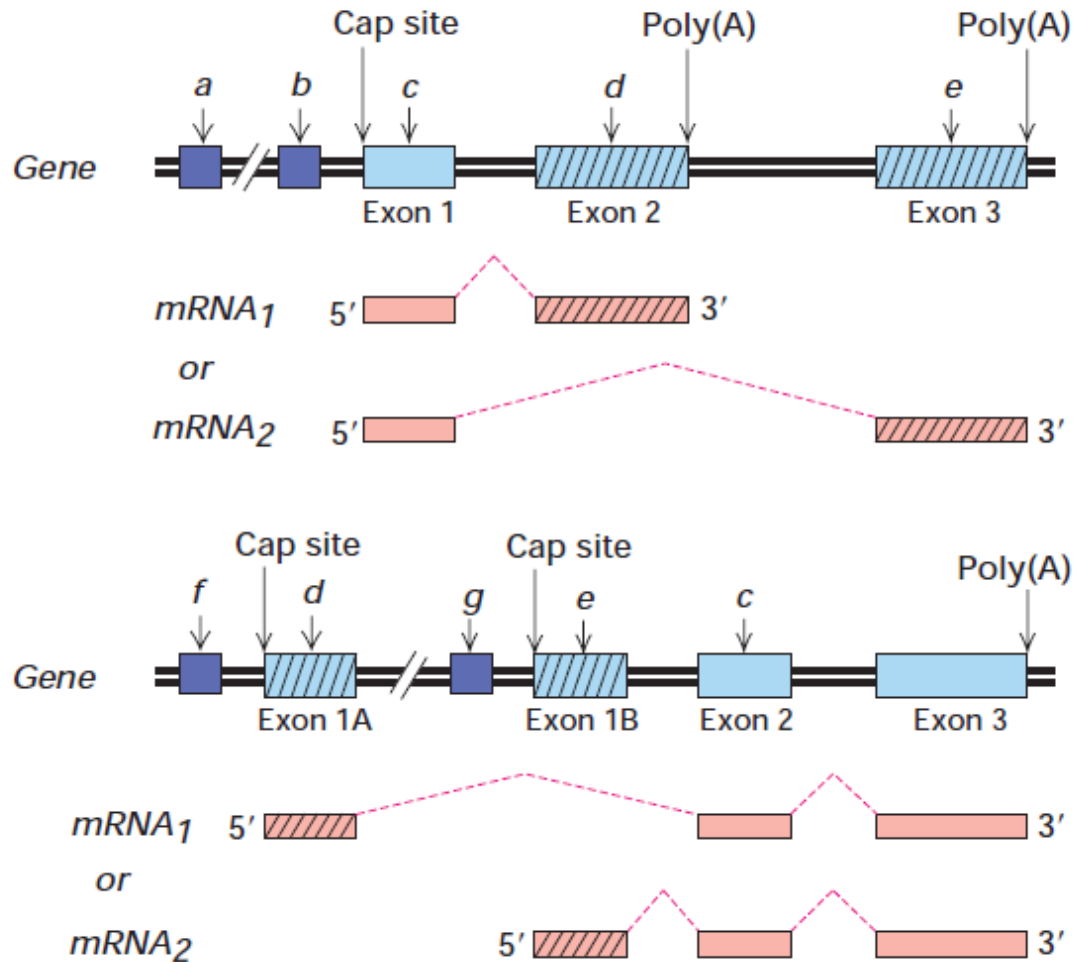 Cap site Poly(A) Poly(A)
a b c d e
Gene
Exon 1 Exon 2 Exon 3
mRNA1 5′ 3′
or
mRNA2 5′ 3′
Cap site Cap site Poly(A)
f d g e c
Gene
Exon 1A Exon 1B Exon 2 Exon 3
mRNA1 5′ 3′
or
mRNA2 5′ 3′